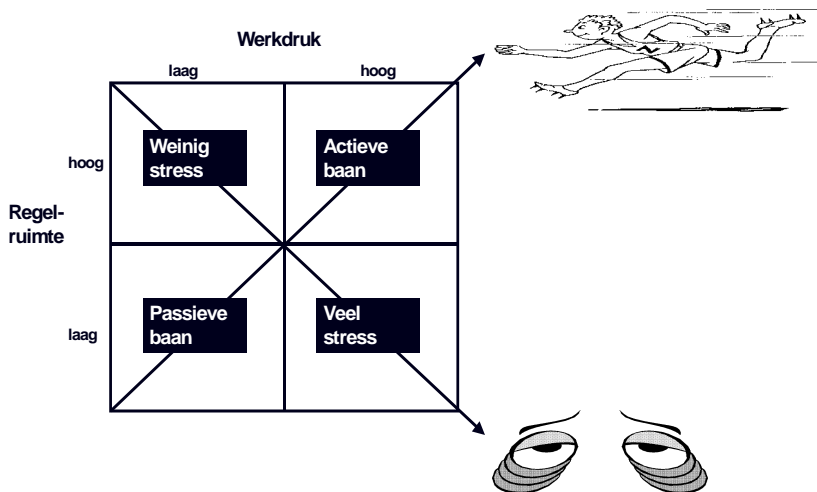 Werkdruk
laag
hoog
hoog
Weinig
stress
Actieve
baan
Regel-
ruimte
laag
Passieve
baan
Veel
stress